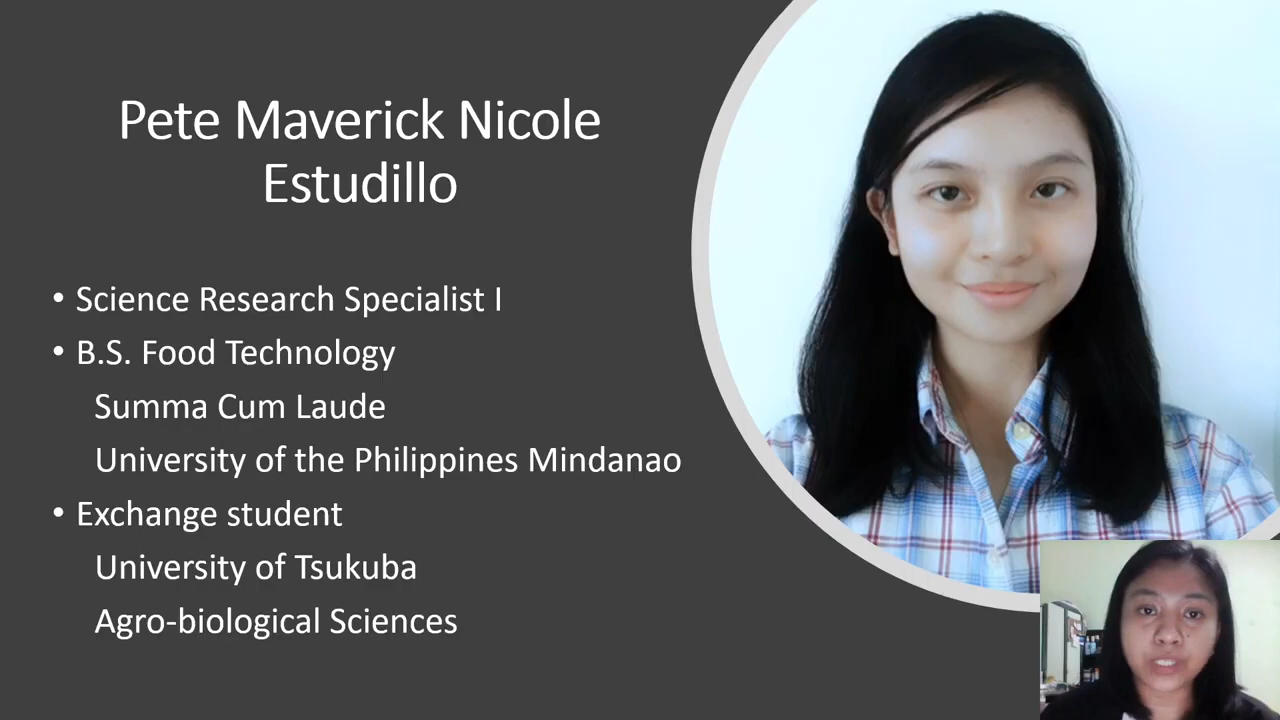 Pete Maverick Nicole
Estudillo
• Science Research Specialist I
• B.S. Food Technology
Summa Cum Laude
University of the Philippines Mindanao
• Exchange student
University of Tsukuba
Agro-biological Sciences